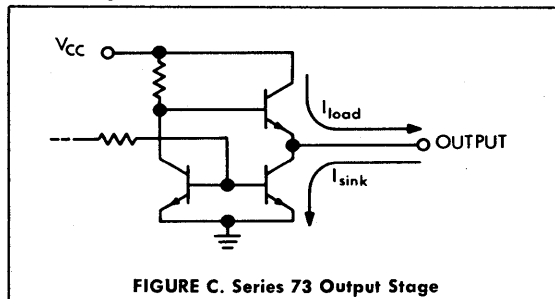 VCC
Iload
OUTPUT
Isink
FIGURE C. Series 73 Output Stage